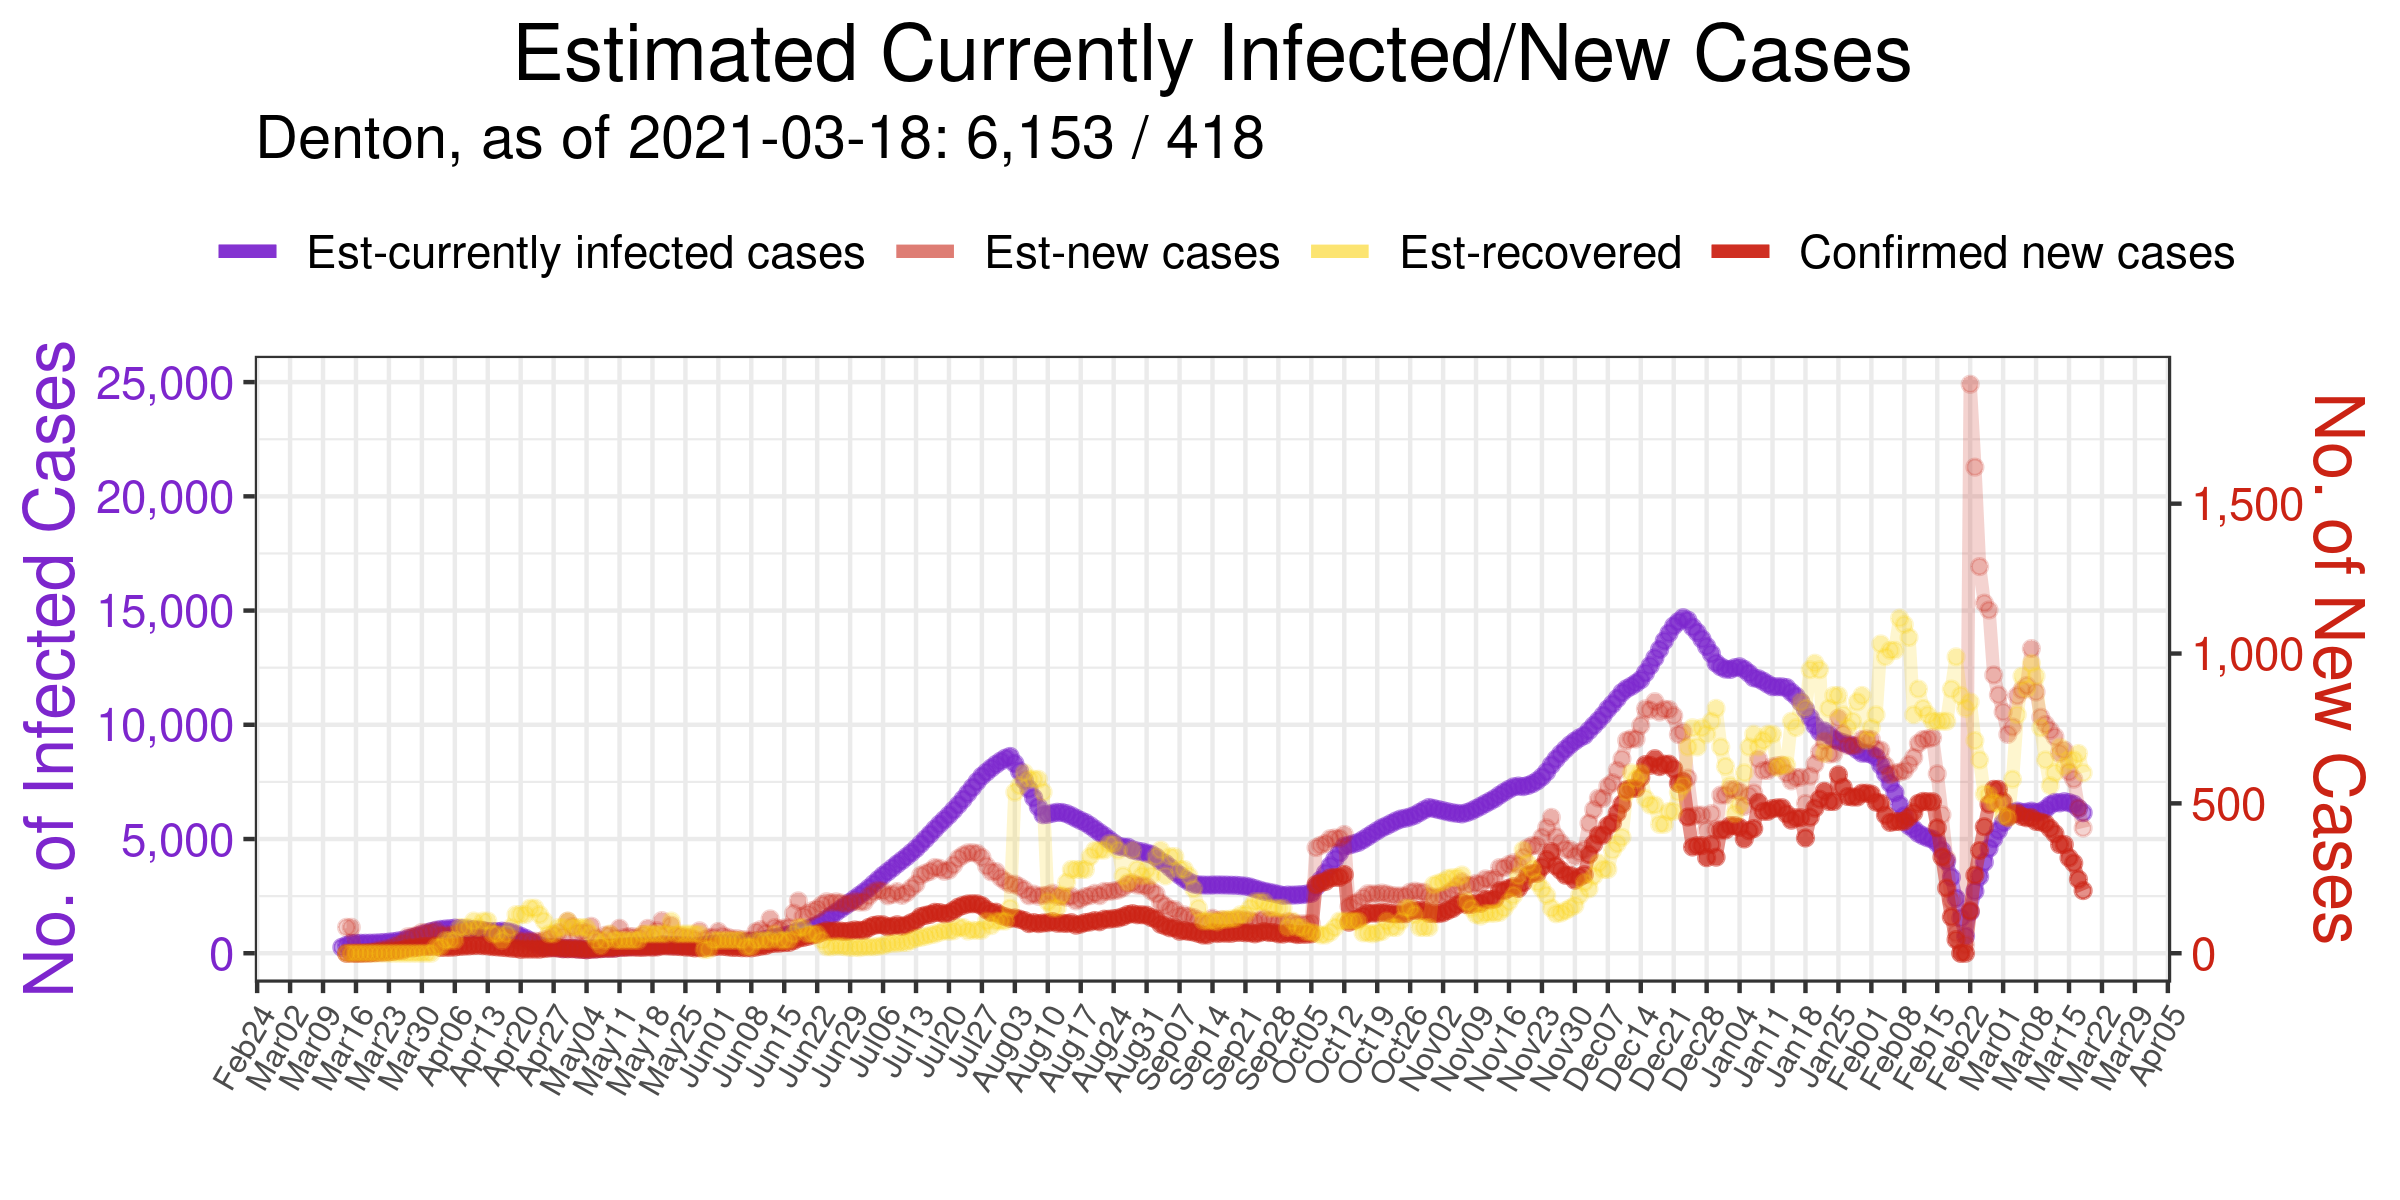 Estimated Currently Infected/New Cases
Denton, as of 2021-03-18: 6,153 / 418
Est-currently infected cases Est-new cases Est-recovered Confirmed new cases
No. of Infected Cases
25,000
20,000
15,000
10,000
5,000
0
1,500
1,000
500
0
No. of New Cases
Feb24 Mar02 Mar09 Mar16 Mar23 Mar30 Apr06 Apr13 Apr20 Apr27 May04 May11 May18 May25 Jun01 Jun08 Jun15 Jun22 Jun29 Jul06 Jul13 Jul20 Jul27 Aug03 Aug10 Aug17 Aug24 Aug31 Sep07 Sep14 Sep21 Sep28 Oct05 Oct12 Oct19 Oct26 Nov02 Nov09 Nov16 Nov23 Nov30 Dec07 Dec14 Dec21 Dec28 Jan04 Jan11 Jan18 Jan25 Feb01 Feb08 Feb15 Feb22 Mar01 Mar08 Mar15 Mar22 Mar29 Apr05